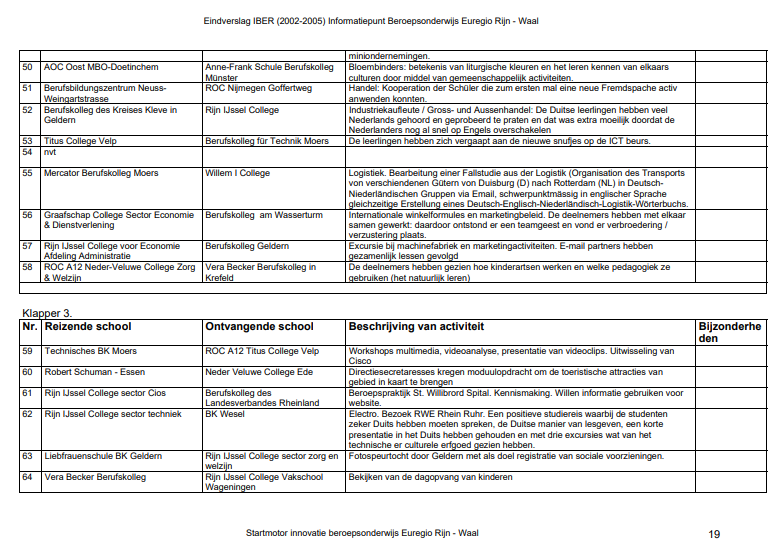 Eindverslag IBER (2002-2005) Informatiepunt Beroepsonderwijs Euregio Rijn - Waal
miniondernemingen.
50 AOC Oost MBO-Doetinchem Anne-Frank Schule Berufskolleg Bloembinders: betekenis van liturgische kleuren en het leren kennen van elkaars
Münster culturen door middel van gemeenschappelijk activiteiten.
51 Berufsbildungszentrum Neuss- ROC Nijmegen Goffertweg Handel: Kooperation der Schüler die zum ersten mal eine neue Fremdspache activ
Weingartstrasse anwenden konnten.
52 Berufskolleg des Kreises Kleve in Rijn IJssel College Industriekaufleute / Gross- und Aussenhandel: De Duitse leerlingen hebben veel
Geldern Nederlands gehoord en geprobeerd te praten en dat was extra moeilijk doordat de
Nederlanders nog al snel op Engels overschakelen
53 Titus College Velp Berufskolleg für Technik Moers De leerlingen hebben zich vergaapt aan de nieuwe snufjes op de ICT beurs.
54 nvt
55 Mercator Berufskolleg Moers Willem I College Logistiek. Bearbeitung einer Fallstudie aus der Logistik (Organisation des Transports
von verschiedenen Gütern von Duisburg (D) nach Rotterdam (NL) in Deutsch-
Niederländischen Gruppen via Email, schwerpunktmässig in englischer Sprache
gleichzeitige Erstellung eines Deutsch-Englisch-Niederländisch-Logistik-Wörterbuchs.
56 Graafschap College Sector Economie Berufskolleg am Wasserturm Internationale winkelformules en marketingbeleid. De deelnemers hebben met elkaar
& Dienstverlening samen gewerkt: daardoor ontstond er een teamgeest en vond er verbroedering /
verzustering plaats.
57 Rijn IJssel College voor Economie Berufskolleg Geldern Excursie bij machinefabriek en marketingactiviteiten. E-mail partners hebben
Afdeling Administratie gezamenlijk lessen gevolgd
58 ROC A12 Neder-Veluwe College Zorg Vera Becker Berufskolleg in De deelnemers hebben gezien hoe kinderartsen werken en welke pedagogiek ze
& Welzijn Krefeld gebruiken (het natuurlijk leren)
Klapper 3.
Nr. Reizende school Ontvangende school Beschrijving van activiteit Bijzonderhe
den
59 Technisches BK Moers ROC A12 Titus College Velp Workshops multimedia, videoanalyse, presentatie van videoclips. Uitwisseling van
Cisco
60 Robert Schuman - Essen Neder Veluwe College Ede Directiesecretaresses kregen moduulopdracht om de toeristische attracties van
gebied in kaart te brengen
61 Rijn IJssel College sector Cios Berufskolleg des Beroepspraktijk St. Willibrord Spital. Kennismaking. Willen informatie gebruiken voor
Landesverbandes Rheinland website.
62 Rijn IJssel College sector techniek BK Wesel Electro. Bezoek RWE Rhein Ruhr. Een positieve studiereis waarbij de studenten
zeker Duits hebben moeten spreken, de Duitse manier van lesgeven, een korte
presentatie in het Duits hebben gehouden en met drie excursies wat van het
technische er culturele erfgoed gezien hebben.
63 Liebfrauenschule BK Geldern Rijn IJssel College sector zorg en Fotospeurtocht door Geldern met als doel registratie van sociale voorzieningen.
welzijn
64 Vera Becker Berufskolleg Rijn IJssel College Vakschool Bekijken van de dagopvang van kinderen
Wageningen
Startmotor innovatie beroepsonderwijs Euregio Rijn - Waal 19